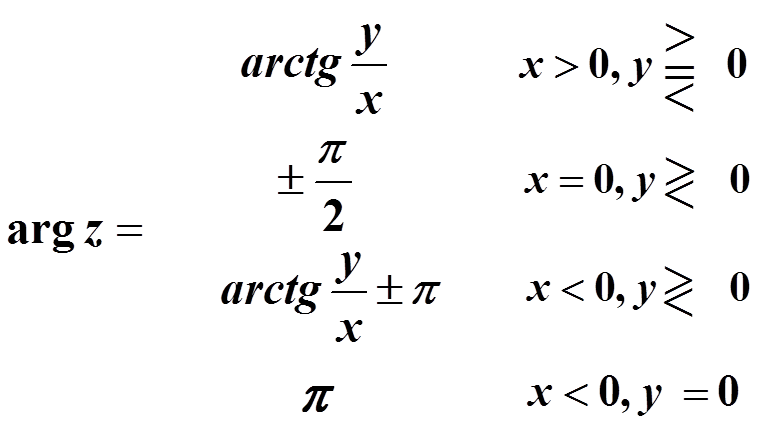 arctg y/x x > 0, y ⪌ 0
± π/2 x = 0, y ≷ 0
arg z =
arctg y/x ± π x < 0, y ≷ 0
π x < 0, y = 0